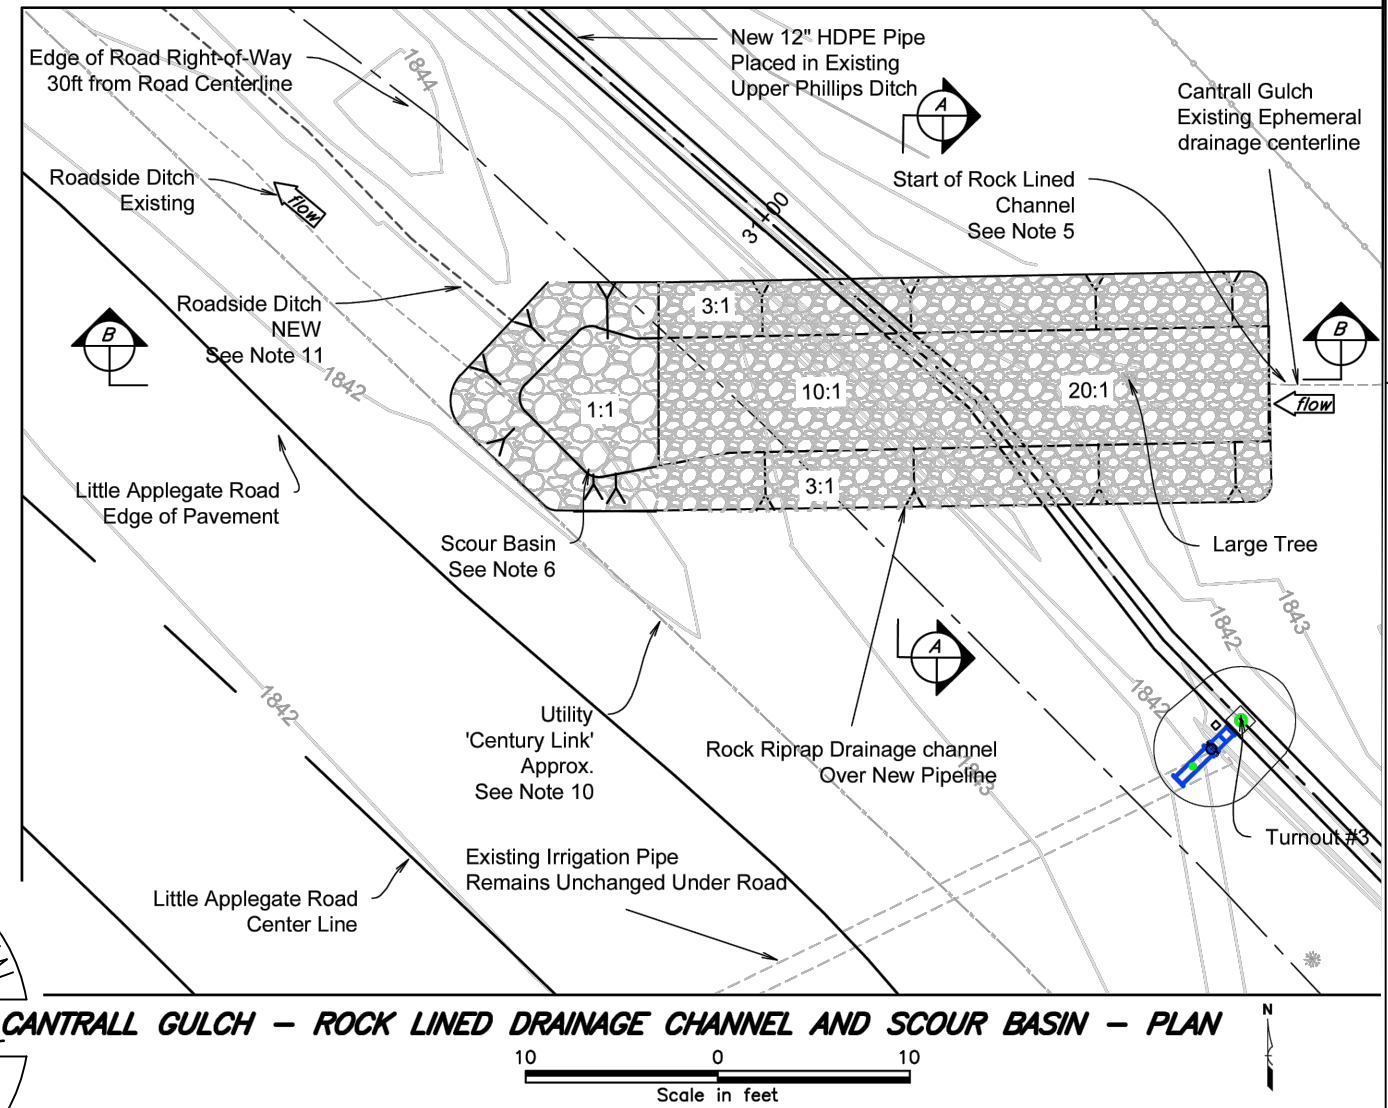 Edge of Road Right-of-Way
30ft from Road Centerline
1844
New 12" HDPE Pipe
Placed in Existing
Upper Phillips Ditch
A
Cantrall Gulch
Existing Ephemeral
drainage centerline
Roadside Ditch
Existing
flow
Start of Rock Lined
Channel
See Note 5
Roadside Ditch
NEW
See Note 11
B
1842
3:1
B
1:1
10:1
20:1
flow
3:1
Little Applegate Road
Edge of Pavement
Scour Basin
See Note 6
Large Tree
1842
1843
A
1842
1842
Utility
'Century Link'
Approx.
See Note 10
Rock Riprap Drainage channel
Over New Pipeline
1843
Turnout #3
Existing Irrigation Pipe
Remains Unchanged Under Road
Little Applegate Road
Center Line
CANTRALL GULCH – ROCK LINED DRAINAGE CHANNEL AND SCOUR BASIN – PLAN
N
10 0 10
Scale in feet